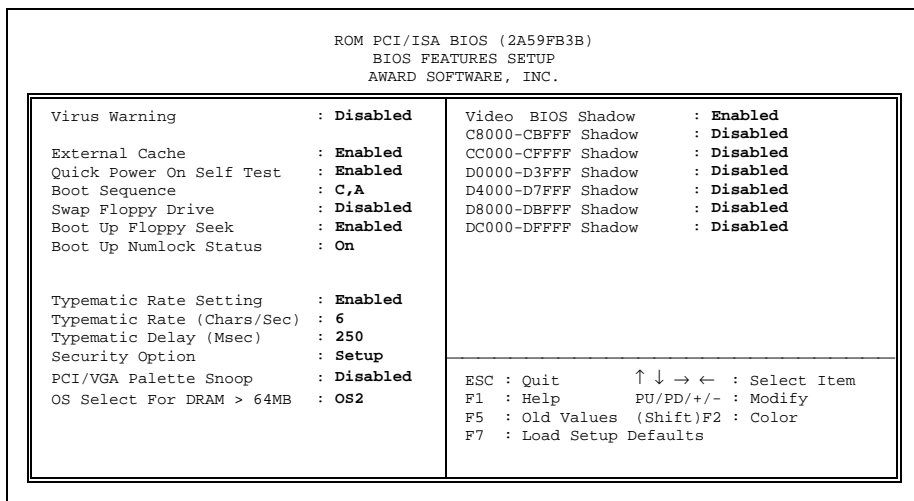 ROM PCI/ISA BIOS (2A59FB3B)
BIOS FEATURES SETUP
AWARD SOFTWARE, INC.
Virus Warning : Disabled
External Cache : Enabled
Quick Power On Self Test : Enabled
Boot Sequence : C,A
Swap Floppy Drive : Disabled
Boot Up Floppy Seek : Enabled
Boot Up Numlock Status : On
Typematic Rate Setting : Enabled
Typematic Rate (Chars/Sec) : 6
Typematic Delay (Msec) : 250
Security Option : Setup
PCI/VGA Palette Snoop : Disabled
OS Select For DRAM > 64MB : OS2
Video BIOS Shadow : Enabled
C8000-CBFFF Shadow : Disabled
CC000-CFFFF Shadow : Disabled
D0000-D3FFF Shadow : Disabled
D4000-D7FFF Shadow : Disabled
D8000-DBFFF Shadow : Disabled
DC000-DFFFF Shadow : Disabled
ESC : Quit ↑ ↓ → ← : Select Item
F1 : Help PU/PD/+/- : Modify
F5 : Old Values (Shift)F2 : Color
F7 : Load Setup Defaults